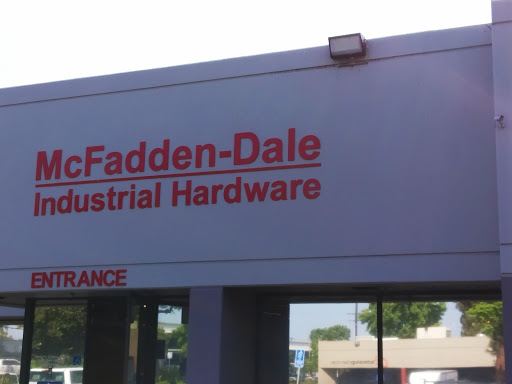 McFadden-Dale
Industrial Hardware
ENTRANCE